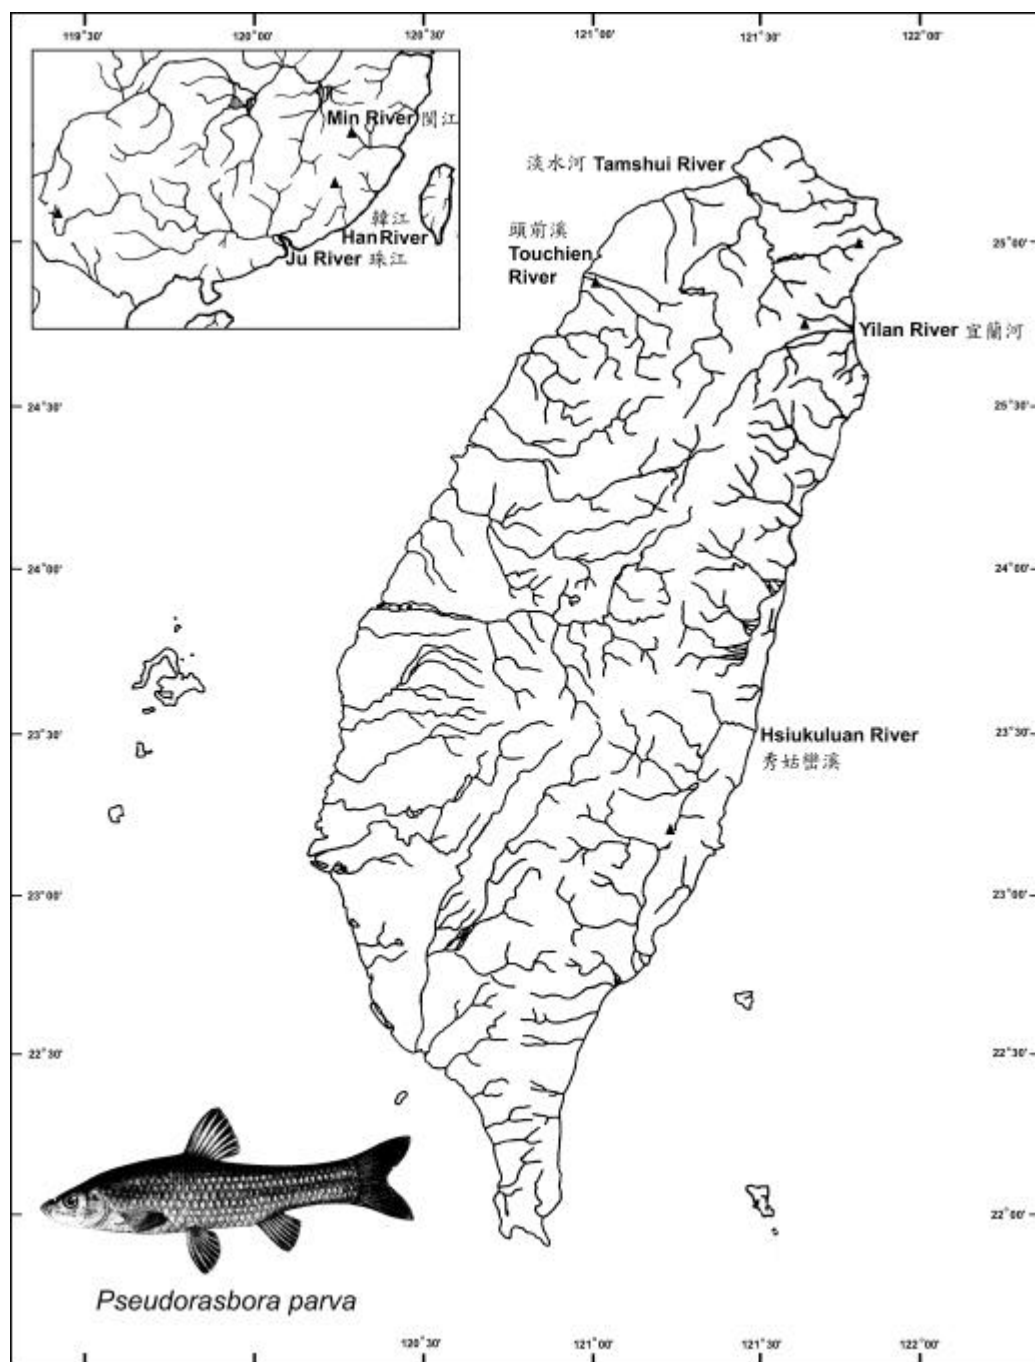 119°30' 120°00' 120°30' 121°00' 121°30' 122°00'
Min River 閩江
韓江
Han River
Ju River 珠江
淡水河 Tamshui River
頭前溪
Touchien
River
25°00'
Yilan River 宜蘭河
24°30' 25°30'
24°00' 24°00'
23°30' 23°30'
Hsiukuluan River
秀姑巒溪
23°00' 23°00'
22°30' 22°30'
22°00'
Pseudorasbora parva
120°30' 121°00' 121°30' 122°00'